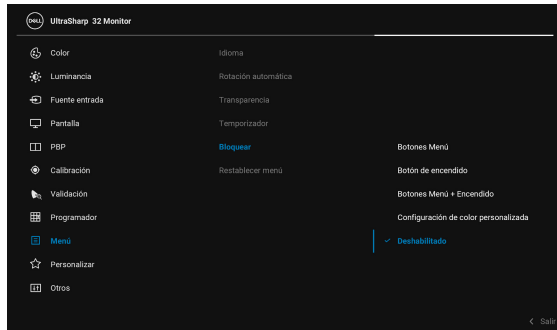 DELL UltraSharp 32 Monitor
Color Idioma
Luminancia Rotación automática
Fuente entrada Transparencia
Pantalla Temporizador
PBP Bloquear Botones Menú
Calibración Restablecer menú Botón de encendido
Validación Botones Menú + Encendido
Programador Configuración de color personalizada
Menú Deshabilitado
Personalizar
Otros
Salir